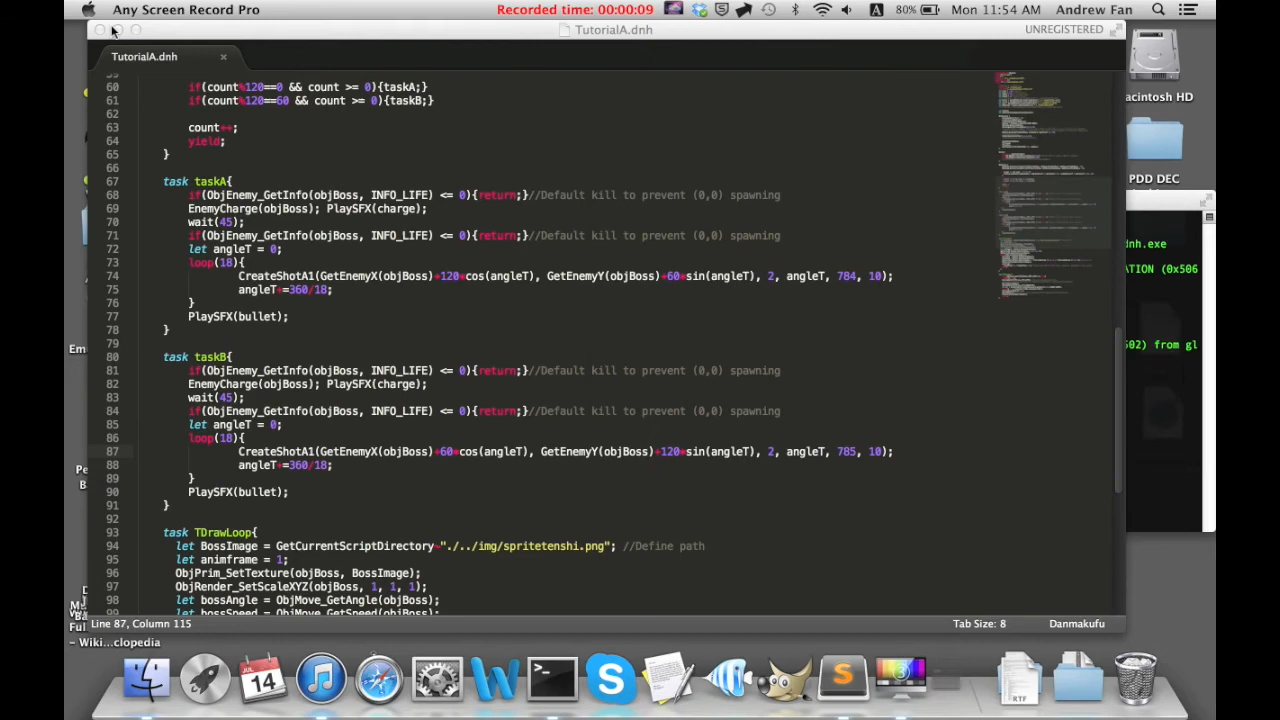 Any Screen Record Pro
Recorded time: 00:00:09
80%
Mon 11:54 AM
Andrew Fan
TutorialA.dnh
UNREGISTERED
TutorialA.dnh
60 if(count%120==0 && count >= 0){taskA;}
61 if(count%120==60 && count >= 0){taskB;}
62
63 count++;
64 yield;
65 }
66
67 task taskA{
68 if(ObjEnemy_GetInfo(objBoss, INFO_LIFE) <= 0){return;}//Default kill to prevent (0,0) spawning
69 EnemyCharge(objBoss); PlaySFX(charge);
70 wait(45);
71 if(ObjEnemy_GetInfo(objBoss, INFO_LIFE) <= 0){return;}//Default kill to prevent (0,0) spawning
72 let angleT = 0;
73 loop(18){
74 CreateShotA1(GetEnemyX(objBoss)+120*cos(angleT), GetEnemyY(objBoss)+60*sin(angleT), 2, angleT, 784, 10);
75 angleT+=360/18;
76 }
77 PlaySFX(bullet);
78 }
79
80 task taskB{
81 if(ObjEnemy_GetInfo(objBoss, INFO_LIFE) <= 0){return;}//Default kill to prevent (0,0) spawning
82 EnemyCharge(objBoss); PlaySFX(charge);
83 wait(45);
84 if(ObjEnemy_GetInfo(objBoss, INFO_LIFE) <= 0){return;}//Default kill to prevent (0,0) spawning
85 let angleT = 0;
86 loop(18){
87 CreateShotA1(GetEnemyX(objBoss)+60*cos(angleT), GetEnemyY(objBoss)+120*sin(angleT), 2, angleT, 785, 10);
88 angleT+=360/18;
89 }
90 PlaySFX(bullet);
91 }
92
93 task TDrawLoop{
94 let BossImage = GetCurrentScriptDirectory~"./../img/spritetenshi.png"; //Define path
95 let animframe = 1;
96 ObjPrim_SetTexture(objBoss, BossImage);
97 ObjRender_SetScaleXYZ(objBoss, 1, 1, 1);
98 let bossAngle = ObjMove_GetAngle(objBoss);
99 let bossSpeed = ObjMove_GetSpeed(objBoss);
Line 87, Column 115
Tab Size: 8
Danmakufu
acintosh HD
PDD DEC
dnh.exe
ATION (0x506
502) from gl
– Wiki...clopedia
JUL
14
RTF